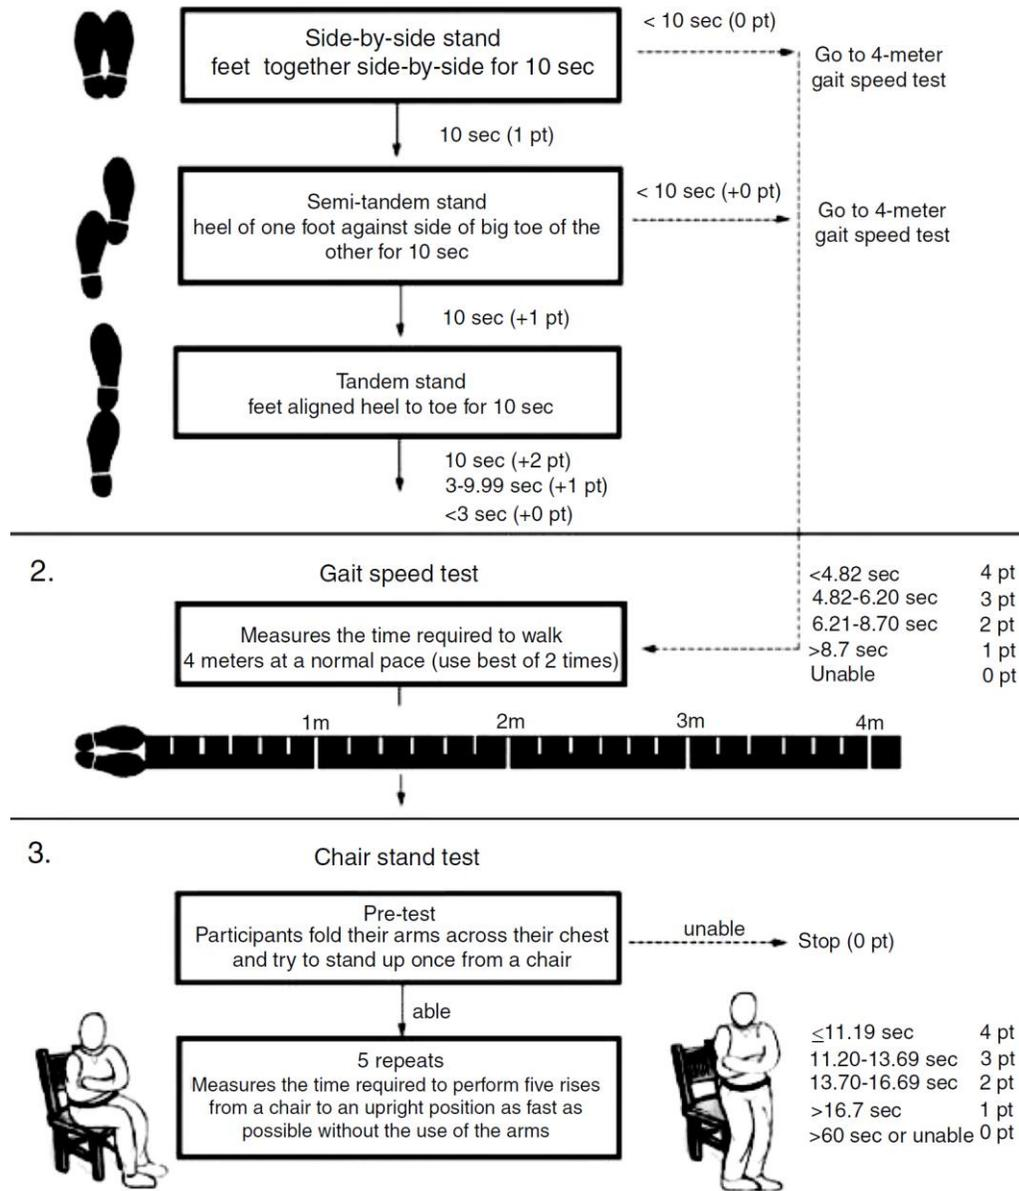 Side-by-side stand
feet together side-by-side for 10 sec
< 10 sec (0 pt)
Go to 4-meter
gait speed test
10 sec (1 pt)
Semi-tandem stand
heel of one foot against side of big toe of the
other for 10 sec
< 10 sec (+0 pt)
Go to 4-meter
gait speed test
10 sec (+1 pt)
Tandem stand
feet aligned heel to toe for 10 sec
10 sec (+2 pt)
3-9.99 sec (+1 pt)
<3 sec (+0 pt)
2.
Gait speed test
Measures the time required to walk
4 meters at a normal pace (use best of 2 times)
<4.82 sec 4 pt
4.82-6.20 sec 3 pt
6.21-8.70 sec 2 pt
>8.7 sec 1 pt
Unable 0 pt
1m 2m 3m 4m
3.
Chair stand test
Pre-test
Participants fold their arms across their chest
and try to stand up once from a chair
unable
Stop (0 pt)
able
5 repeats
Measures the time required to perform five rises
from a chair to an upright position as fast as
possible without the use of the arms
≤11.19 sec 4 pt
11.20-13.69 sec 3 pt
13.70-16.69 sec 2 pt
>16.7 sec 1 pt
>60 sec or unable 0 pt